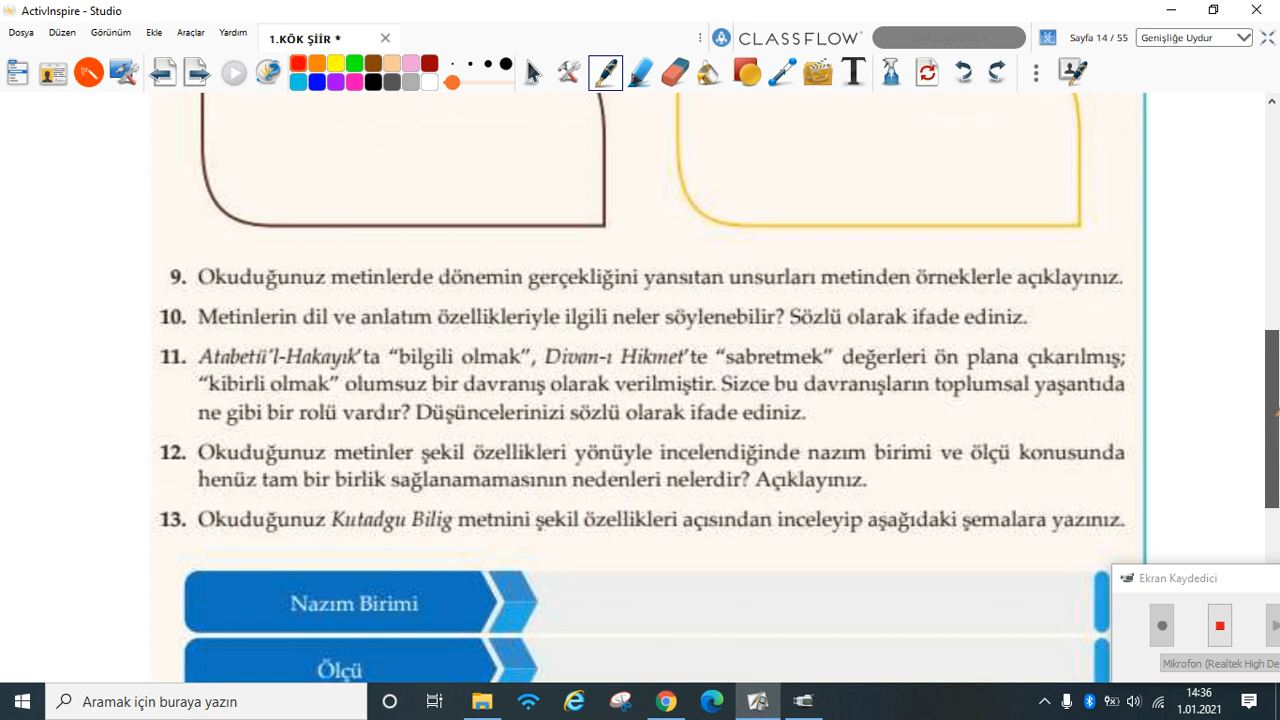 ActivInspire - Studio
Dosya Düzen Görünüm Ekle Araçlar Yardım
1.KÖK ŞİİR *
CLASSFLOW
Sayfa 14 / 55
Genişliğe Uydur
9. Okuduğunuz metinlerde dönemin gerçekliğini yansıtan unsurları metinden örneklerle açıklayınız.
10. Metinlerin dil ve anlatım özellikleriyle ilgili neler söylenebilir? Sözlü olarak ifade ediniz.
11. Atabetü’l-Hakayık’ta “bilgili olmak”, Divan-ı Hikmet’te “sabretmek” değerleri ön plana çıkarılmış;
“kibirli olmak” olumsuz bir davranış olarak verilmiştir. Sizce bu davranışların toplumsal yaşantıda
ne gibi bir rolü vardır? Düşüncelerinizi sözlü olarak ifade ediniz.
12. Okuduğunuz metinler şekil özellikleri yönüyle incelendiğinde nazım birimi ve ölçü konusunda
henüz tam bir birlik sağlanamamasının nedenleri nelerdir? Açıklayınız.
13. Okuduğunuz Kutadgu Bilig metnini şekil özellikleri açısından inceleyip aşağıdaki şemalara yazınız.
Nazım Birimi
Ölçü
Ekran Kaydedici
Mikrofon (Realtek High De
Aramak için buraya yazın
14:36
1.01.2021